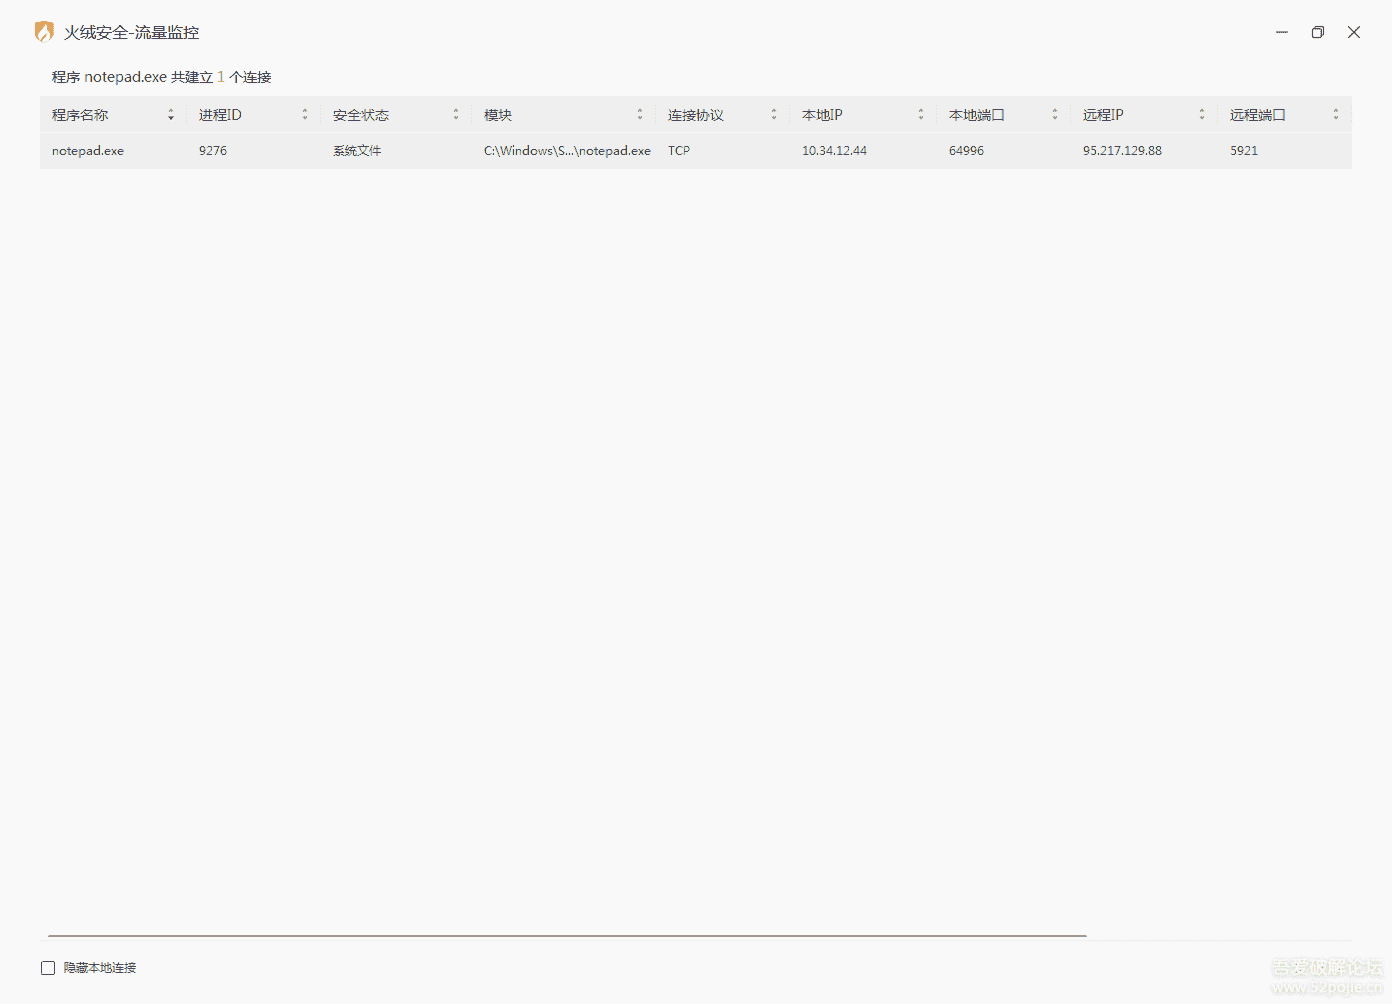 火绒安全-流量监控
程序 notepad.exe 共建立 1 个连接
程序名称 进程ID 安全状态 模块 连接协议 本地IP 本地端口 远程IP 远程端口
notepad.exe 9276 系统文件 C:\Windows\S...\notepad.exe TCP 10.34.12.44 64996 95.217.129.88 5921
隐藏本地连接
吾爱破解论坛
www.52pojie.cn